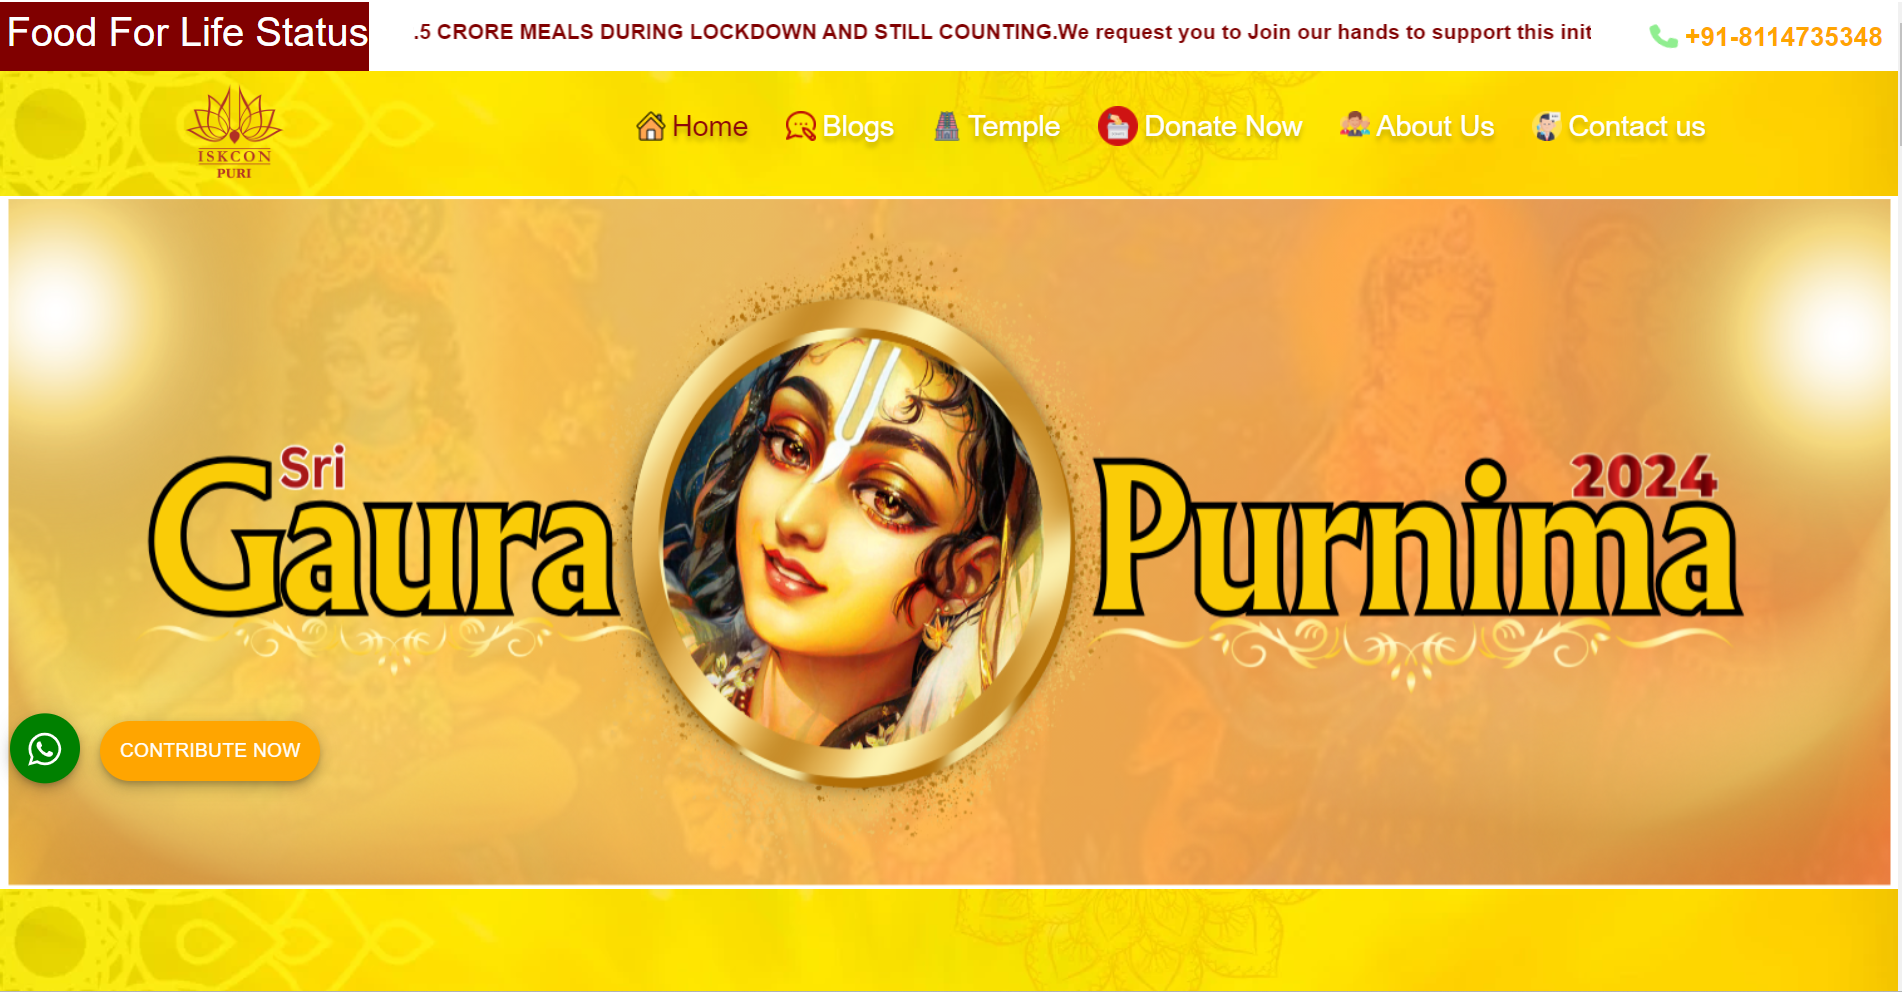 Food For Life Status
.5 CRORE MEALS DURING LOCKDOWN AND STILL COUNTING.We request you to Join our hands to support this init
+91-8114735348
ISKCON
PURI
Home
Blogs
Temple
Donate Now
About Us
Contact us
Sri
Gaura
Purnima
2024
CONTRIBUTE NOW